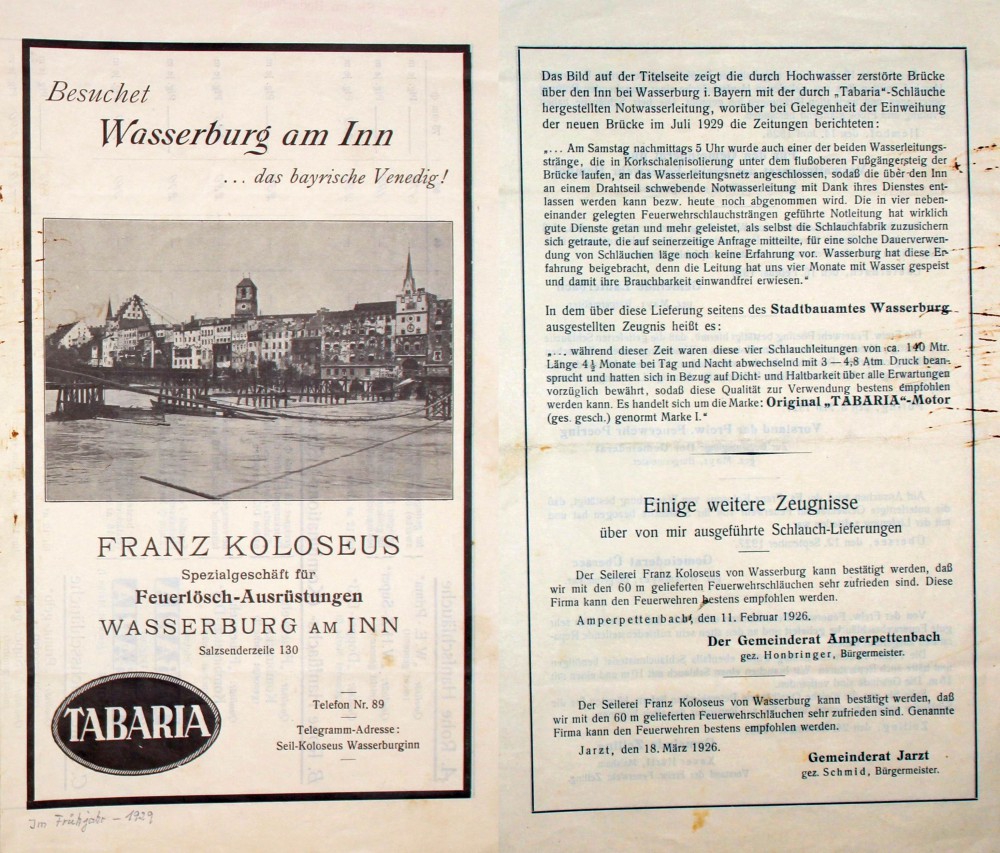 Besuchet
Wasserburg am Inn
... das bayrische Venedig!
FRANZ KOLOSEUS
Spezialgeschäft für
Feuerlösch-Ausrüstungen
WASSERBURG AM INN
Salzsenderzeile 130
TABARIA
Telefon Nr. 89
Telegramm-Adresse:
Seil-Koloseus Wasserburginn
Im Frühjahr - 1929
Das Bild auf der Titelseite zeigt die durch Hochwasser zerstörte Brücke
über den Inn bei Wasserburg i. Bayern mit der durch „Tabaria“-Schläuche
hergestellten Notwasserleitung, worüber bei Gelegenheit der Einweihung
der neuen Brücke im Juli 1929 die Zeitungen berichteten:
„... Am Samstag nachmittags 5 Uhr wurde auch einer der beiden Wasserleitungs-
stränge, die in Korkschalenisolierung unter dem flußoberen Fußgängersteig der
Brücke laufen, an das Wasserleitungsnetz angeschlossen, sodaß die über den Inn
an einem Drahtseil schwebende Notwasserleitung mit Dank ihres Dienstes ent-
lassen werden kann bezw. heute noch abgenommen wird. Die in vier neben-
einander gelegten Feuerwehrschlauchsträngen geführte Notleitung hat wirklich
gute Dienste getan und mehr geleistet, als selbst die Schlauchfabrik zuzusichern
sich getraute, die auf seinerzeitige Anfrage mitteilte, für eine solche Dauerverwen-
dung von Schläuchen läge noch keine Erfahrung vor. Wasserburg hat diese Er-
fahrung beigebracht, denn die Leitung hat uns vier Monate mit Wasser gespeist
und damit ihre Brauchbarkeit einwandfrei erwiesen.“
In dem über diese Lieferung seitens des Stadtbauamtes Wasserburg
ausgestellten Zeugnis heißt es:
„... während dieser Zeit waren diese vier Schlauchleitungen von ca. 140 Mtr.
Länge 4½ Monate bei Tag und Nacht abwechselnd mit 3 — 4,8 Atm. Druck bean-
sprucht und hatten sich in Bezug auf Dicht- und Haltbarkeit über alle Erwartungen
vorzüglich bewährt, sodaß diese Qualität zur Verwendung bestens empfohlen
werden kann. Es handelt sich um die Marke: Original „TABARIA“-Motor
(ges. gesch.) genormt Marke I.“
Einige weitere Zeugnisse
über von mir ausgeführte Schlauch-Lieferungen
Der Seilerei Franz Koloseus von Wasserburg kann bestätigt werden, daß
wir mit den 60 m gelieferten Feuerwehrschläuchen sehr zufrieden sind. Diese
Firma kann den Feuerwehren bestens empfohlen werden.
Amperpettenbach, den 11. Februar 1926.
Der Gemeinderat Amperpettenbach
gez. Honbringer, Bürgermeister.
Der Seilerei Franz Koloseus von Wasserburg kann bestätigt werden, daß
wir mit den 60 m gelieferten Feuerwehrschläuchen sehr zufrieden sind. Genannte
Firma kann den Feuerwehren bestens empfohlen werden.
Jarzt, den 18. März 1926.
Gemeinderat Jarzt
gez. Schmid, Bürgermeister.